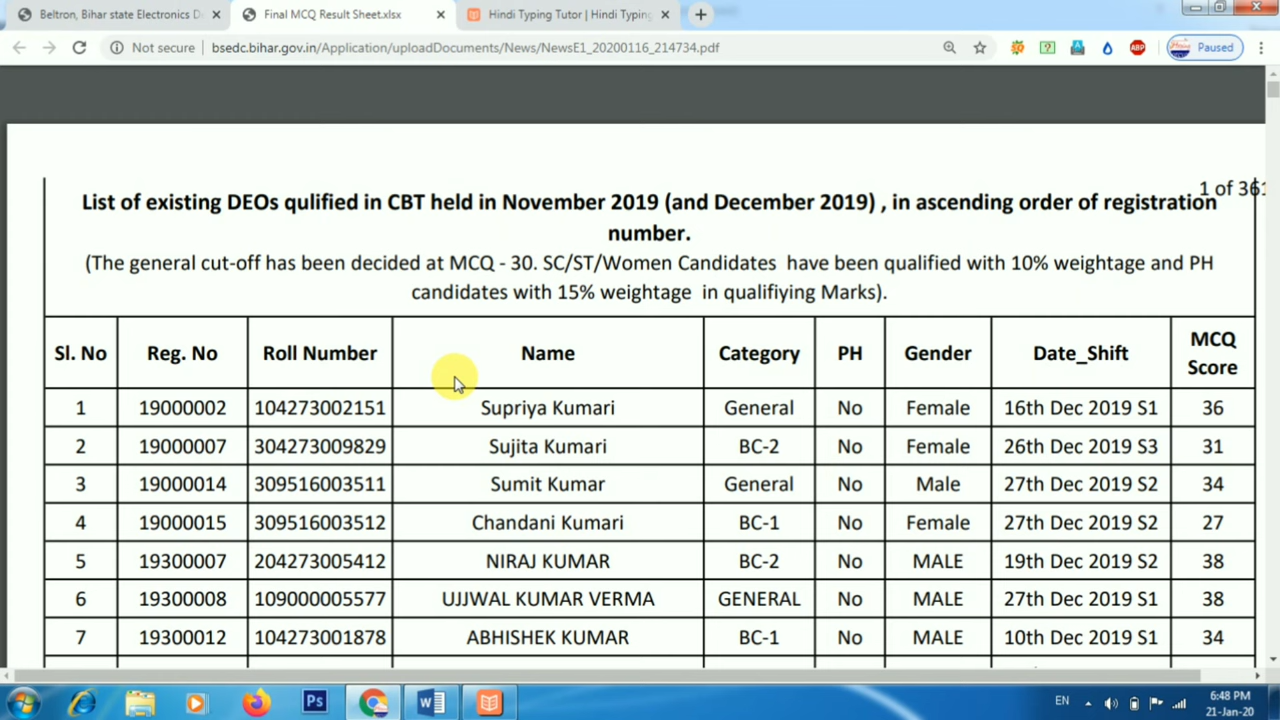 Beltron, Bihar state Electronics D
Final MCQ Result Sheet.xlsx
Hindi Typing Tutor | Hindi Typing
Not secure
bsedc.bihar.gov.in/Application/uploadDocuments/News/NewsE1_20200116_214734.pdf
ABP
Paused
1 of 361
List of existing DEOs qulified in CBT held in November 2019 (and December 2019) , in ascending order of registration
number.
(The general cut-off has been decided at MCQ - 30. SC/ST/Women Candidates have been qualified with 10% weightage and PH
candidates with 15% weightage in qualifiying Marks).
Sl. No Reg. No Roll Number Name Category PH Gender Date_Shift MCQ Score
1 19000002 104273002151 Supriya Kumari General No Female 16th Dec 2019 S1 36
2 19000007 304273009829 Sujita Kumari BC-2 No Female 26th Dec 2019 S3 31
3 19000014 309516003511 Sumit Kumar General No Male 27th Dec 2019 S2 34
4 19000015 309516003512 Chandani Kumari BC-1 No Female 27th Dec 2019 S2 27
5 19300007 204273005412 NIRAJ KUMAR BC-2 No MALE 19th Dec 2019 S2 38
6 19300008 109000005577 UJJWAL KUMAR VERMA GENERAL No MALE 27th Dec 2019 S1 38
7 19300012 104273001878 ABHISHEK KUMAR BC-1 No MALE 10th Dec 2019 S1 34
Ps
EN
6:48 PM
21-Jan-20